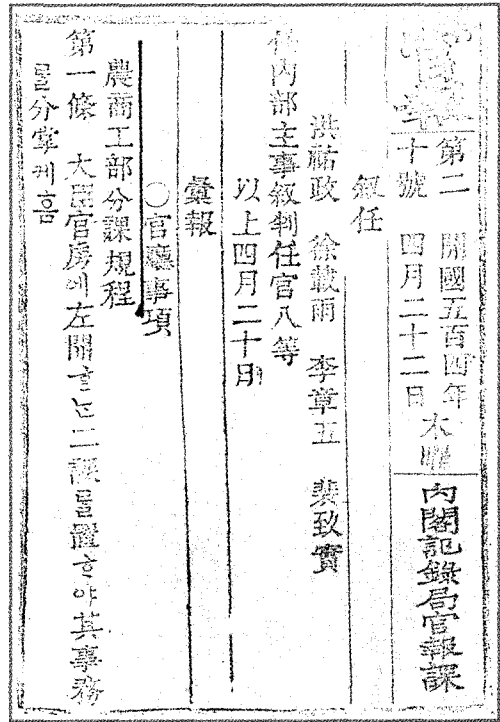 官報
第二十號
開國五百四年四月二十二日
木曜
內閣記錄局官報課
敍任
洪祐政 徐載雨 李章五 裴致實
任內部主事敍判任官八等
以上四月二十日
彙報
○官廳事項
農商工部分課規程
第一條 大臣官房에左開ᄒᆞᄂᆞᆫ二課ᄅᆞᆯ置ᄒᆞ야其事務
ᄅᆞᆯ分掌케홈